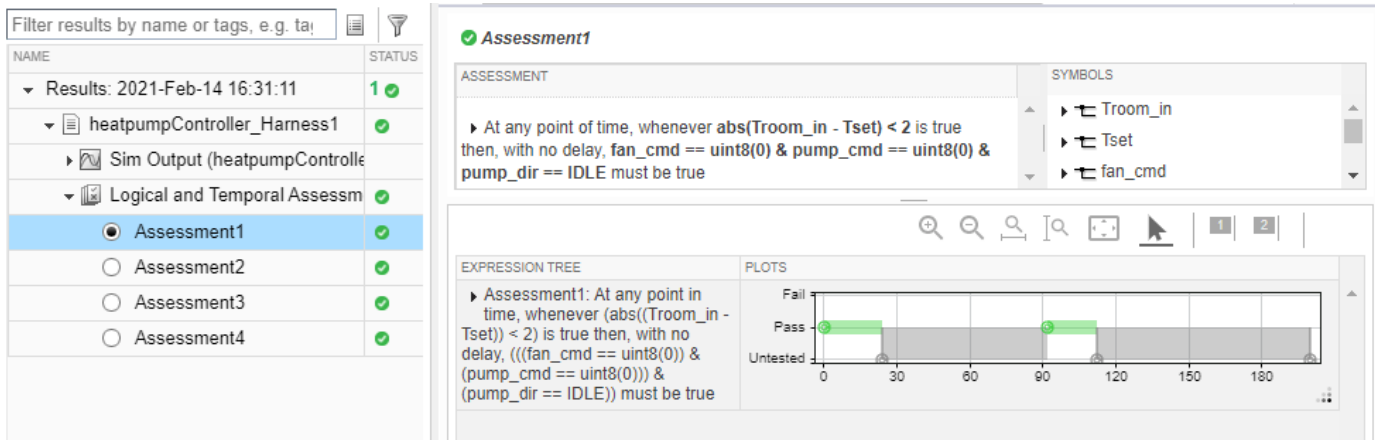 Filter results by name or tags, e.g. ta
NAME
STATUS
Results: 2021-Feb-14 16:31:11
1
heatpumpController_Harness1
Sim Output (heatpumpControlle
Logical and Temporal Assessm
Assessment1
Assessment2
Assessment3
Assessment4
Assessment1
ASSESSMENT
At any point of time, whenever abs(Troom_in - Tset) < 2 is true
then, with no delay, fan_cmd == uint8(0) & pump_cmd == uint8(0) &
pump_dir == IDLE must be true
SYMBOLS
Troom_in
Tset
fan_cmd
1
2
EXPRESSION TREE
Assessment1: At any point in
time, whenever (abs((Troom_in -
Tset)) < 2) is true then, with no
delay, (((fan_cmd == uint8(0)) &
(pump_cmd == uint8(0))) &
(pump_dir == IDLE)) must be true
PLOTS
Fail
Pass
Untested
0 30 60 90 120 150 180